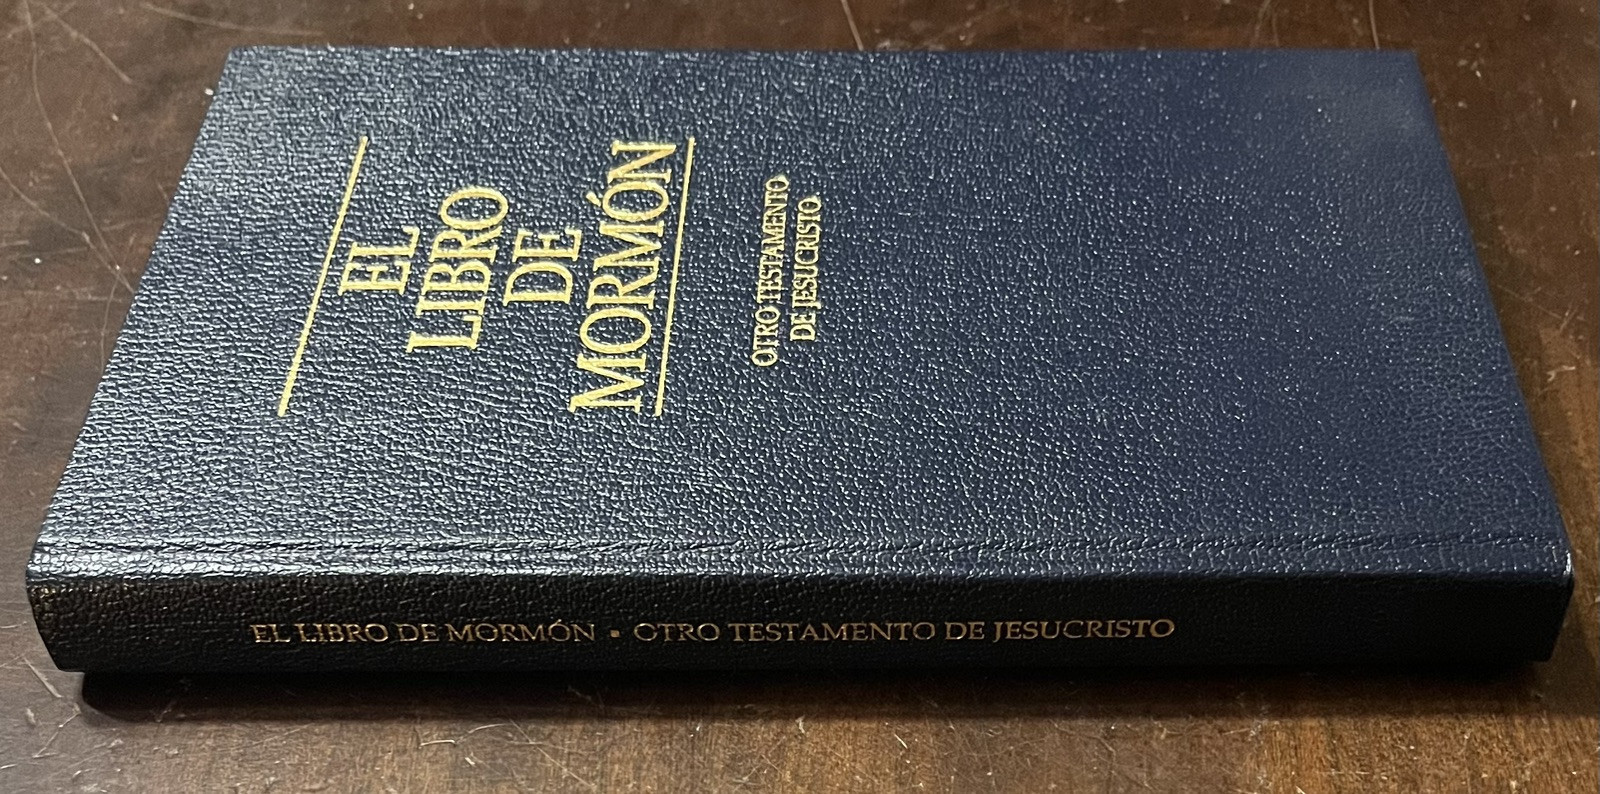 EL
LIBRO
DE
MORMÓN
OTRO TESTAMENTO
DE JESUCRISTO
EL LIBRO DE MORMÓN ▪ OTRO TESTAMENTO DE JESUCRISTO